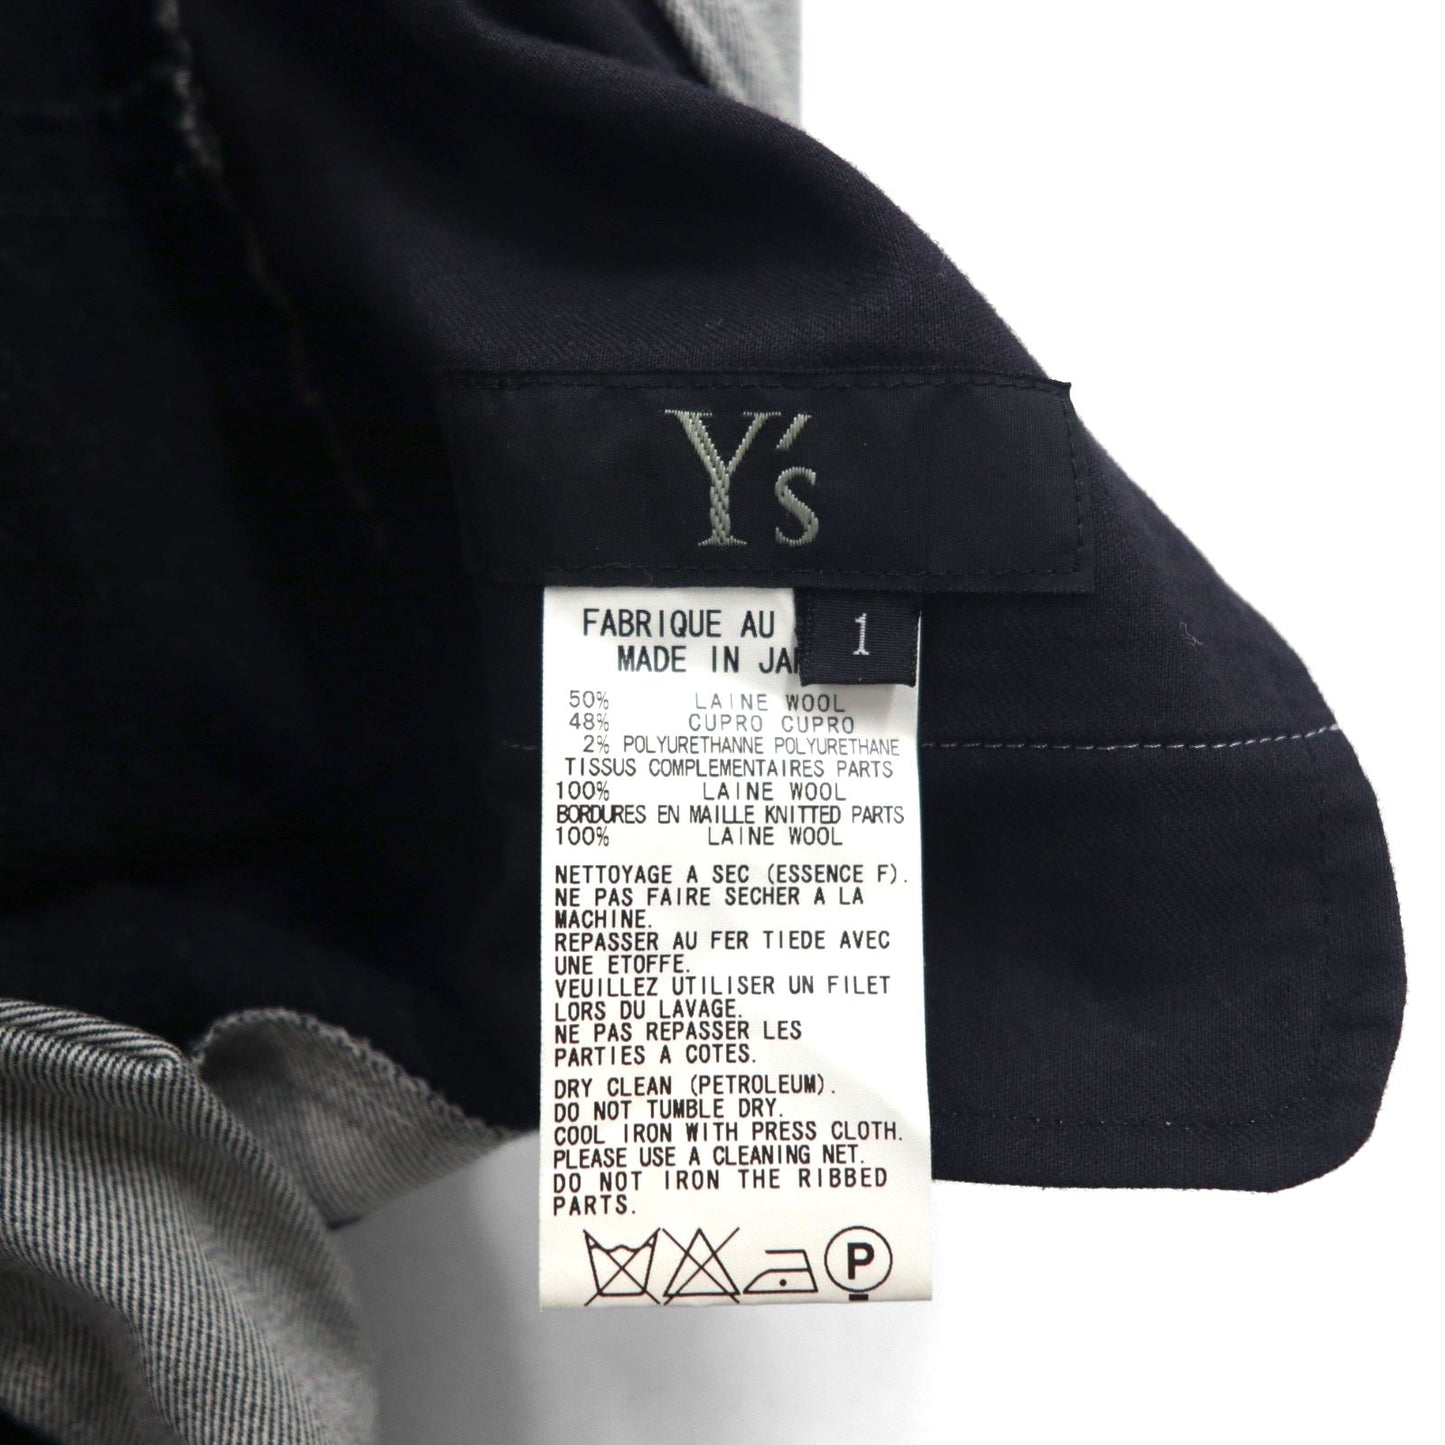 Y's
1
FABRIQUE AU
MADE IN
50% LAINE WOOL
48% CUPRO CUPRO
2% POLYURETHANNE POLYURETHANE
TISSUS COMPLEMENTAIRES PARTS
100% LAINE WOOL
BORDURES EN MAILLE KNITTED PARTS
100% LAINE WOOL
NETTOYAGE A SEC (ESSENCE F).
NE PAS FAIRE SECHER A LA
MACHINE.
REPASSER AU FER TIEDE AVEC
UNE ETOFFE.
VEUILLEZ UTILISER UN FILET
LORS DU LAVAGE.
NE PAS REPASSER LES
PARTIES A COTES.
DRY CLEAN (PETROLEUM).
DO NOT TUMBLE DRY.
COOL IRON WITH PRESS CLOTH.
PLEASE USE A CLEANING NET.
DO NOT IRON THE RIBBED
PARTS.
P